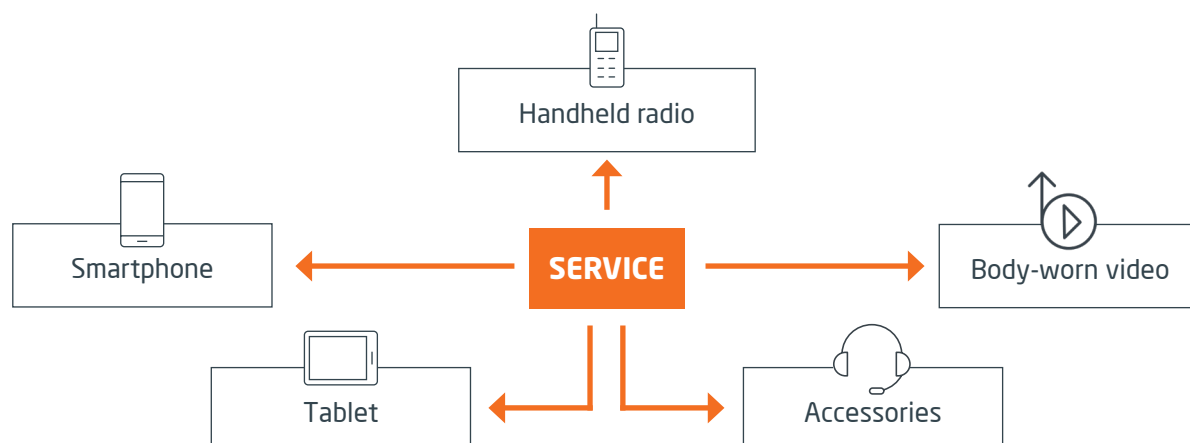 Handheld radio
Smartphone
SERVICE
Body-worn video
Tablet
Accessories